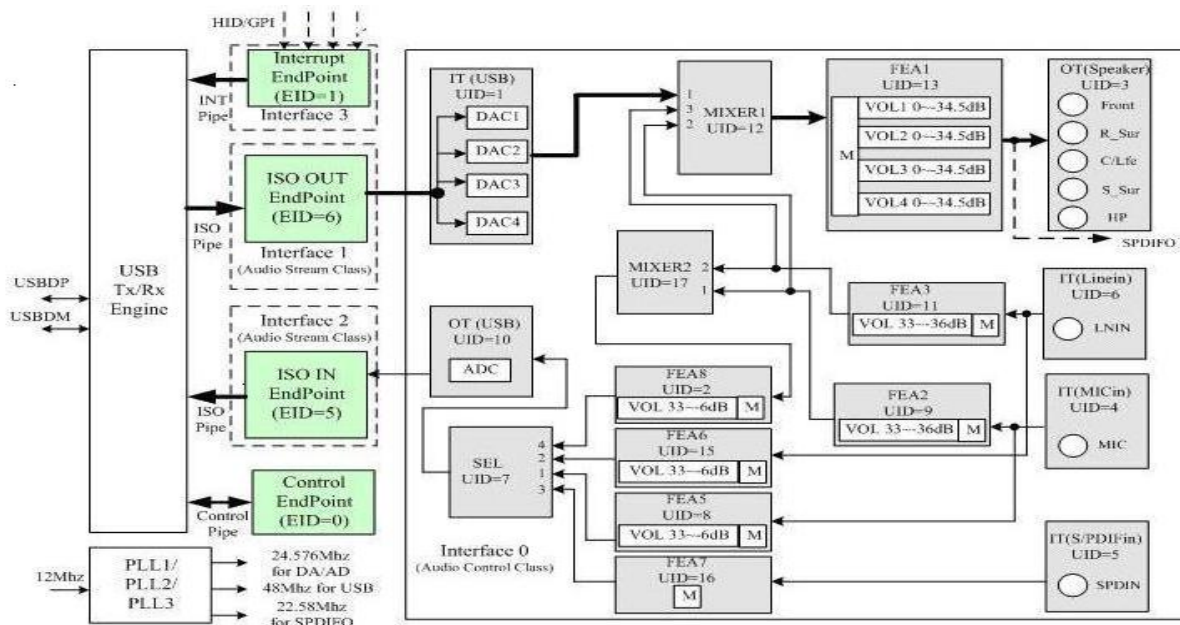 HID/GPI
Interrupt
EndPoint
(EID=1)
INT
Pipe
Interface 3
ISO OUT
EndPoint
(EID=6)
ISO
Pipe
Interface 1
(Audio Stream Class)
USB
Tx/Rx
Engine
USBDP
USBDM
Interface 2
(Audio Stream Class)
ISO IN
EndPoint
(EID=5)
ISO
Pipe
Control
EndPoint
(EID=0)
Control
Pipe
12Mhz
PLL1/
PLL2/
PLL3
24.576Mhz
for DA/AD
48Mhz for USB
22.58Mhz
for SPDIFO
IT (USB)
UID=1
DAC1
DAC2
DAC3
DAC4
1
3
2
MIXER1
UID=12
FEA1
UID=13
M
VOL1 0~-34.5dB
VOL2 0~-34.5dB
VOL3 0~-34.5dB
VOL4 0~-34.5dB
OT(Speaker)
UID=3
Front
R_Sur
C/Lfe
S_Sur
HP
SPDIFO
MIXER2
UID=17
2
1
FEA3
UID=11
VOL 33~-36dB
M
IT(Linein)
UID=6
LNIN
OT (USB)
UID=10
ADC
FEA8
UID=2
VOL 33~-6dB
M
FEA2
UID=9
VOL 33~-36dB
M
IT(MICin)
UID=4
MIC
SEL
UID=7
4
2
1
3
FEA6
UID=15
VOL 33~-6dB
M
FEA5
UID=8
VOL 33~-6dB
M
Interface 0
(Audio Control Class)
FEA7
UID=16
M
IT(S/PDIFin)
UID=5
SPDIN